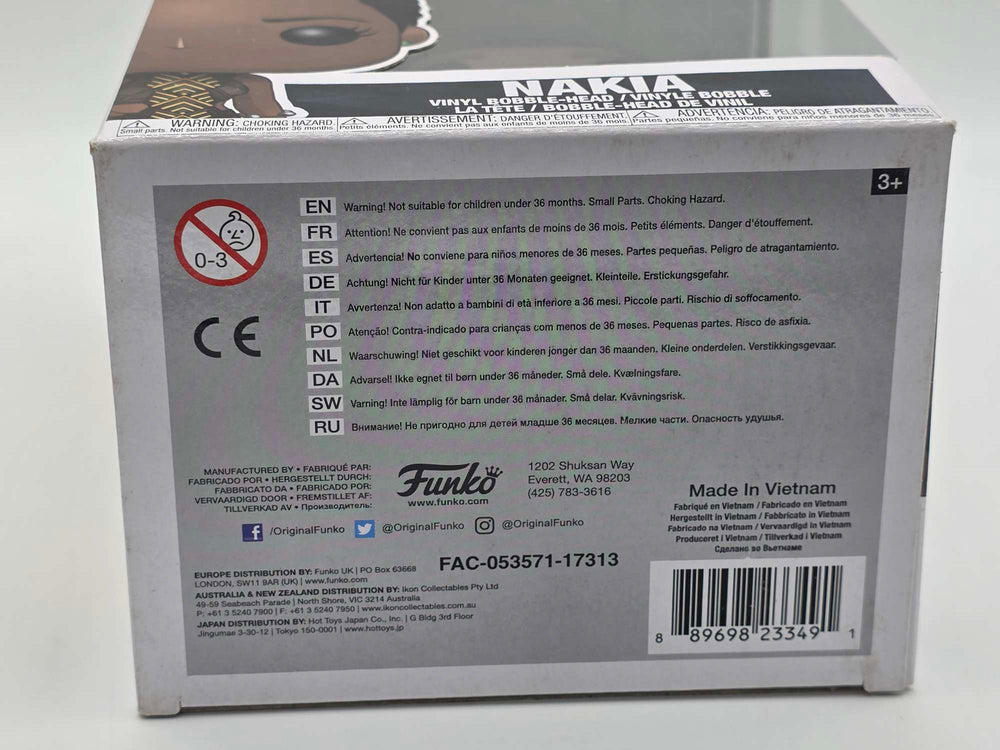 NAKIA
VINYL BOBBLE-HEAD / VINYLE BOBBLE
LA TÊTE / BOBBLE-HEAD DE VINIL
WARNING: CHOKING HAZARD.
Small parts. Not suitable for children under 36 months.
AVERTISSEMENT: DANGER D'ÉTOUFFEMENT.
Petits éléments. Ne convient pas aux enfants de moins de 36 mois.
ADVERTENCIA: PELIGRO DE ATRAGANTAMIENTO
Partes pequeñas. No conviene para niños menores de 36 meses
3+
0-3
EN Warning! Not suitable for children under 36 months. Small Parts. Choking Hazard.
FR Attention! Ne convient pas aux enfants de moins de 36 mois. Petits éléments. Danger d'étouffement.
ES Advertencia! No conviene para niños menores de 36 meses. Partes pequeñas. Peligro de atragantamiento.
DE Achtung! Nicht für Kinder unter 36 Monaten geeignet. Kleinteile. Erstickungsgefahr.
IT Avvertenza! Non adatto a bambini di età inferiore a 36 mesi. Piccole parti. Rischio di soffocamento.
PO Atenção! Contra-indicado para crianças com menos de 36 meses. Pequenas partes. Risco de asfixia.
NL Waarschuwing! Niet geschikt voor kinderen jonger dan 36 maanden. Kleine onderdelen. Verstikkingsgevaar.
DA Advarsel! Ikke egnet til børn under 36 måneder. Små dele. Kvælningsfare.
SW Varning! Inte lämplig för barn under 36 månader. Små delar. Kvävningsrisk.
RU Внимание! Не пригодно для детей младше 36 месяцев. Мелкие части. Опасность удушья.
CE
MANUFACTURED BY • FABRIQUÉ PAR:
FABRICADO POR • HERGESTELLT DURCH:
FABBRICATO DA • FABRICADO POR:
VERVAARDIGD DOOR • FREMSTILLET AF:
TILLVERKAD AV • Производитель:
Funko
www.funko.com
1202 Shuksan Way
Everett, WA 98203
(425) 783-3616
/OriginalFunko @OriginalFunko @OriginalFunko
Made In Vietnam
Fabriqué en Vietnam / Fabricado en Vietnam
Hergestellt in Vietnam / Fabbricato in Vietnam
Fabricado na Vietnam / Vervaardigd in Vietnam
Produceret i Vietnam / Tillverkad i Vietnam
Сделано во Вьетнаме
FAC-053571-17313
EUROPE DISTRIBUTION BY: Funko UK | PO Box 63668
LONDON, SW11 9AR (UK) | www.funko.com
AUSTRALIA & NEW ZEALAND DISTRIBUTION BY: Ikon Collectables Pty Ltd
49-59 Seabeach Parade | North Shore, VIC 3214 Australia
P: +61 3 5240 7900 | F: +61 3 5240 7950 | www.ikoncollectables.com.au
JAPAN DISTRIBUTION BY: Hot Toys Japan Co., Inc. | G Bldg 3rd Floor
Jingumae 3-30-12 | Tokyo 150-0001 | www.hottoys.jp
8 89698 23349 1